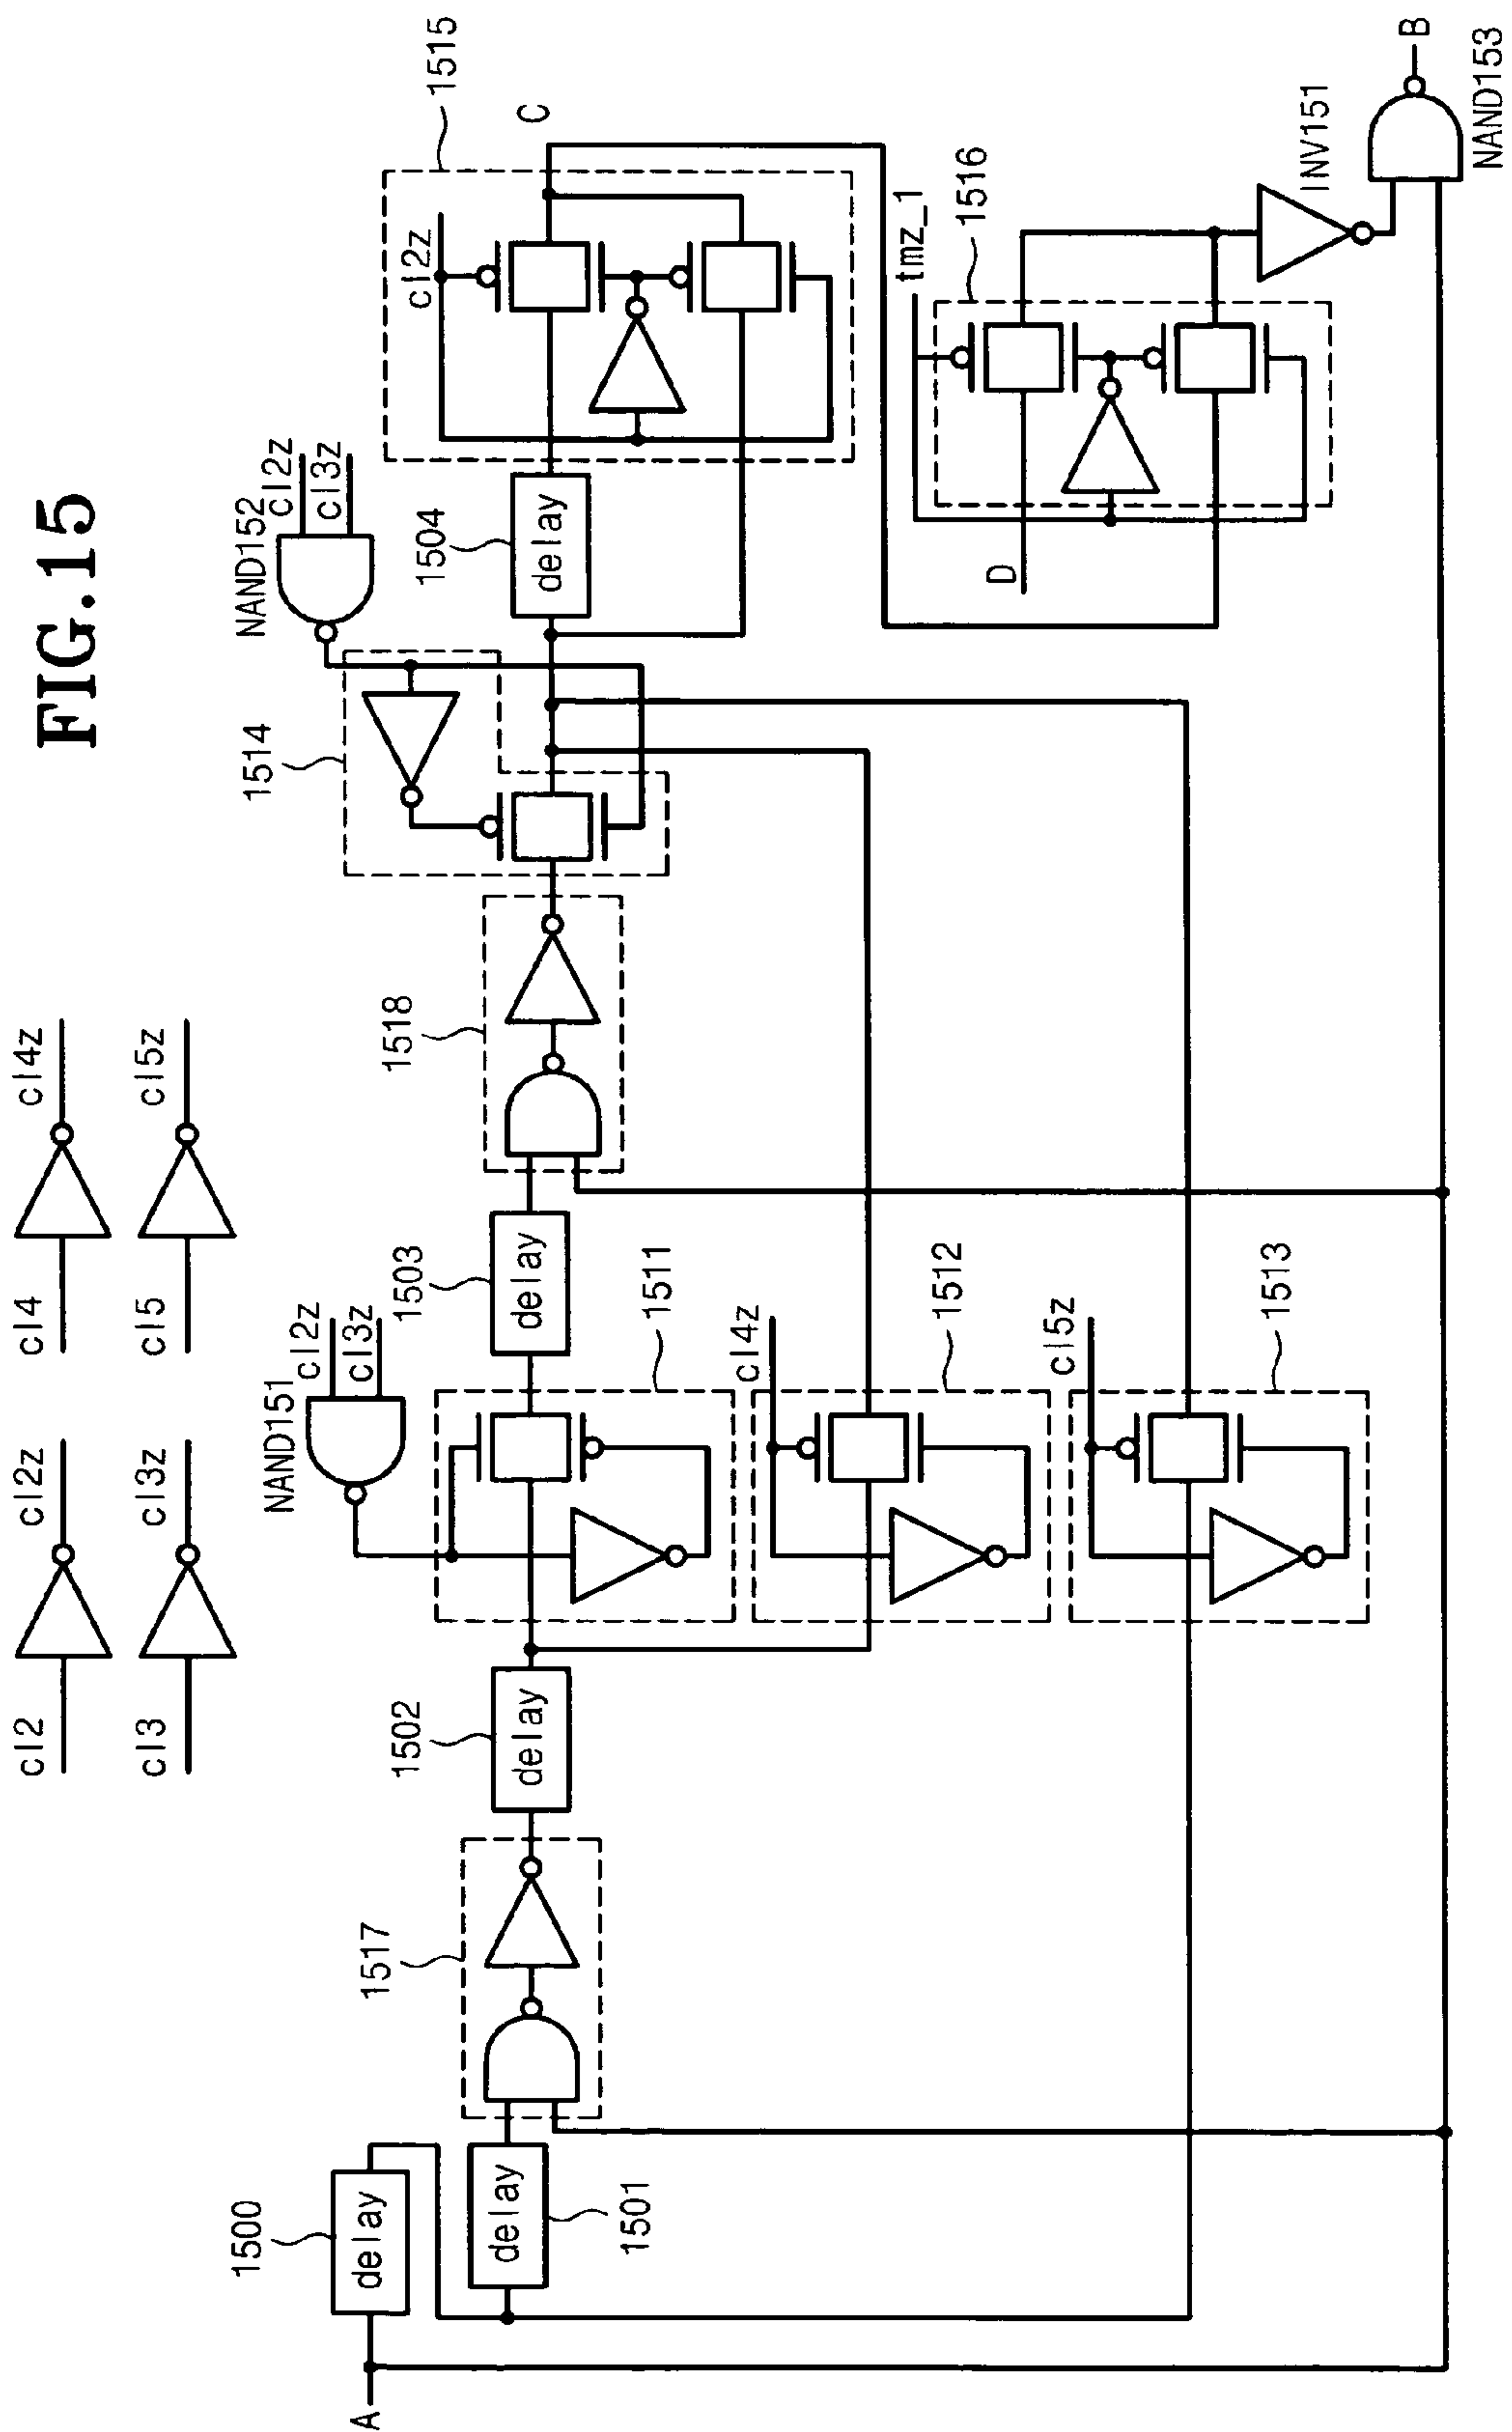 FIG.15
cl2
cl2z
cl4
cl4z
cl3
cl3z
cl5
cl5z
NAND151
cl2z
cl3z
NAND152
cl2z
cl3z
1500
delay
A
delay
1501
1517
1502
delay
1503
delay
1511
1518
1514
1504
delay
cl2z
1515
C
cl4z
1512
cl5z
1513
D
tmz_1
1516
INV151
B
NAND153